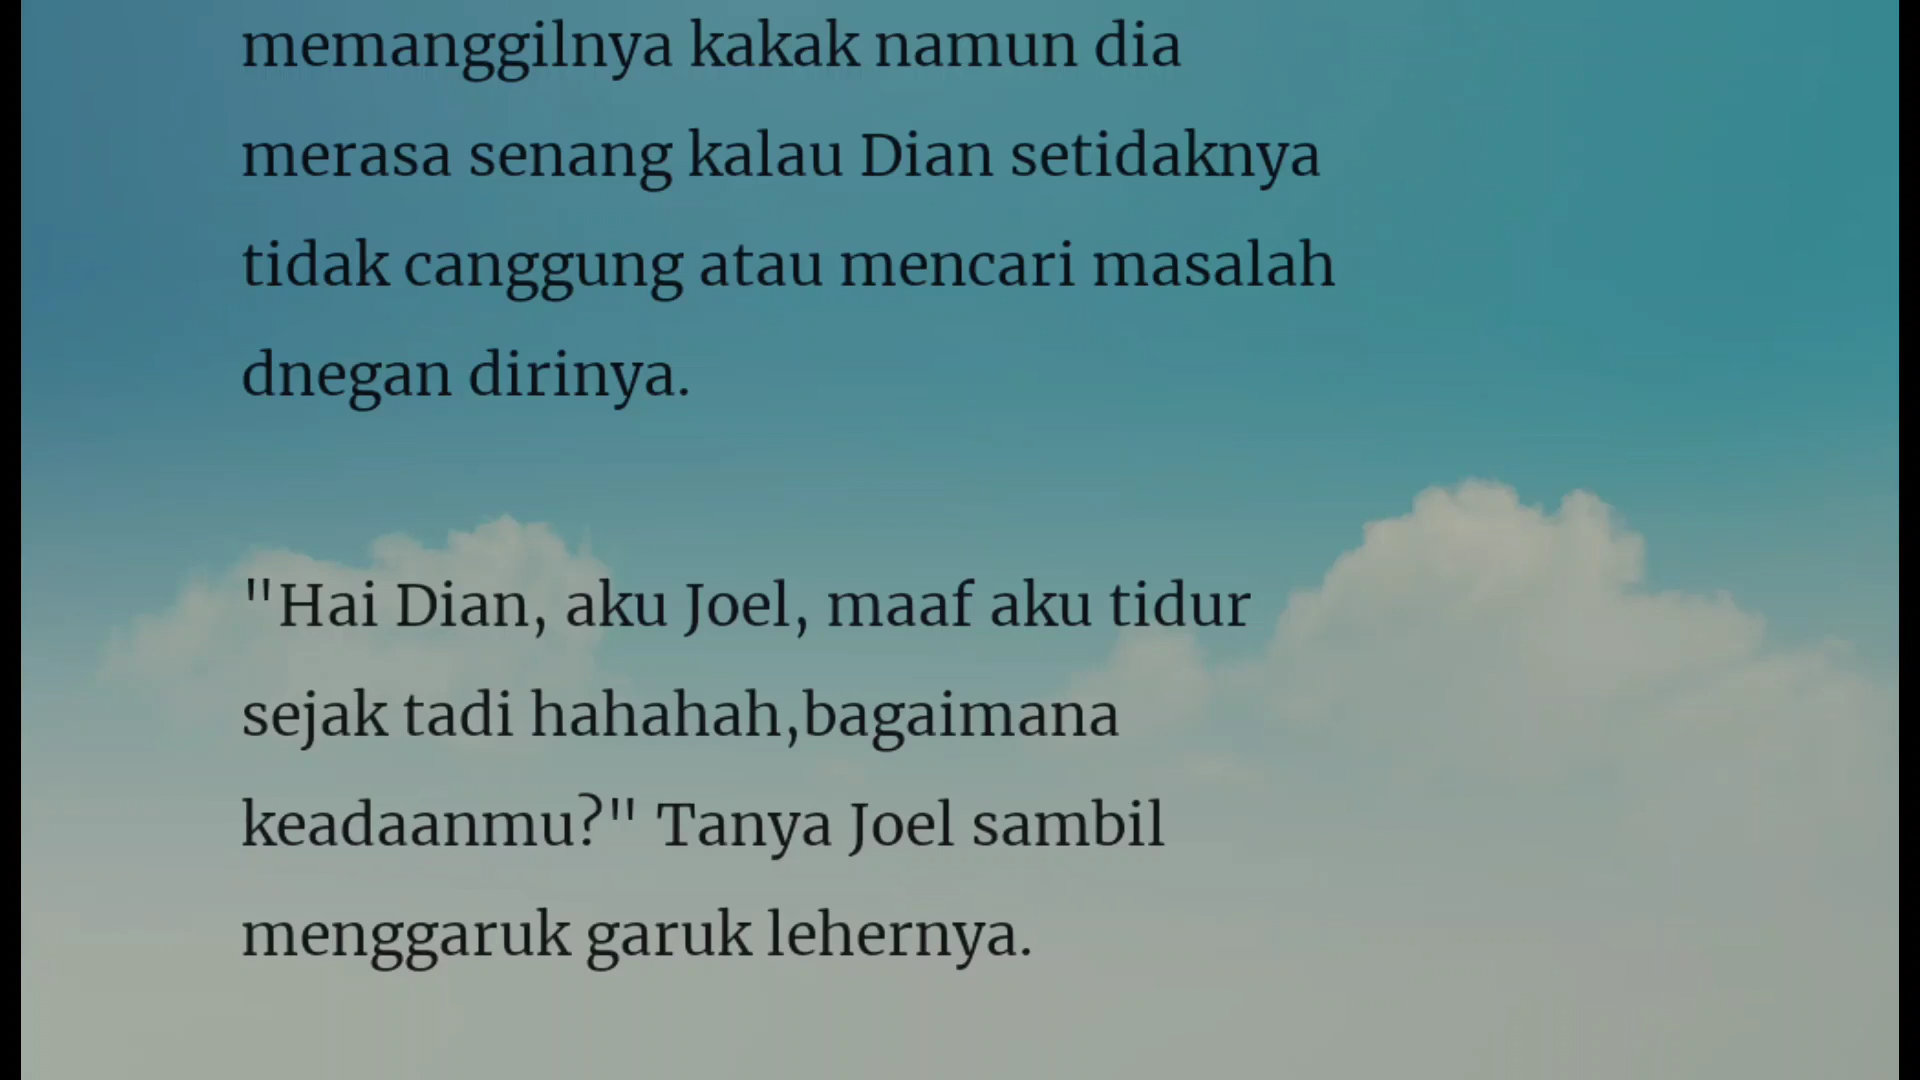 memanggilnya kakak namun dia
merasa senang kalau Dian setidaknya
tidak canggung atau mencari masalah
dnegan dirinya.
"Hai Dian, aku Joel, maaf aku tidur
sejak tadi hahahah,bagaimana
keadaanmu?" Tanya Joel sambil
menggaruk garuk lehernya.